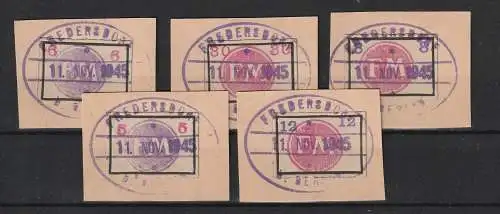 FREDERSDORF
6 6
11. NOV. 1945
FREDERSDORF
30 30
11. NOV. 1945
FREDERSDORF
8 8
11. NOV. 1945
FREDERSDORF
5 5
11. NOV. 1945
FREDERSDORF
12 12
11. NOV. 1945